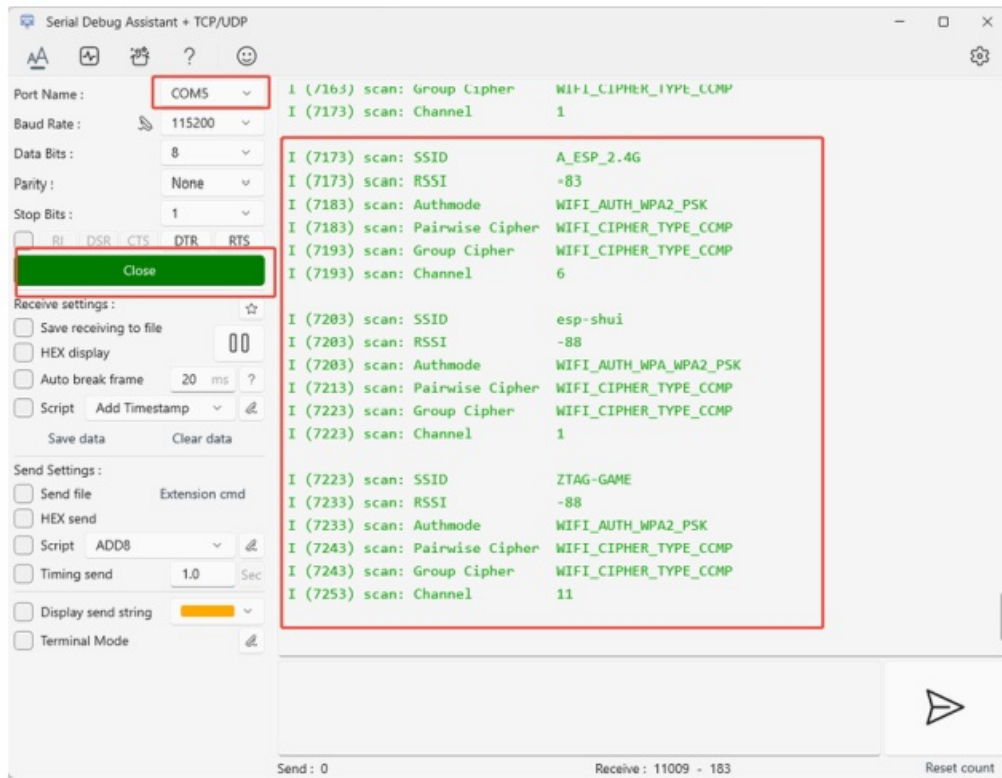 Serial Debug Assistant + TCP/UDP
AA
?
Port Name : COM5
Baud Rate : 115200
Data Bits : 8
Parity : None
Stop Bits : 1
RI DSR CTS DTR RTS
Close
Receive settings :
Save receiving to file
HEX display
Auto break frame 20 ms ?
Script Add Timestamp
Save data Clear data
Send Settings :
Send file Extension cmd
HEX send
Script ADD8
Timing send 1.0 Sec
Display send string
Terminal Mode
I (7163) scan: Group Cipher WIFI_CIPHER_TYPE_CCMP
I (7173) scan: Channel 1
I (7173) scan: SSID A_ESP_2.4G
I (7173) scan: RSSI -83
I (7183) scan: Authmode WIFI_AUTH_WPA2_PSK
I (7183) scan: Pairwise Cipher WIFI_CIPHER_TYPE_CCMP
I (7193) scan: Group Cipher WIFI_CIPHER_TYPE_CCMP
I (7193) scan: Channel 6
I (7203) scan: SSID esp-shui
I (7203) scan: RSSI -88
I (7203) scan: Authmode WIFI_AUTH_WPA_WPA2_PSK
I (7213) scan: Pairwise Cipher WIFI_CIPHER_TYPE_CCMP
I (7223) scan: Group Cipher WIFI_CIPHER_TYPE_CCMP
I (7223) scan: Channel 1
I (7223) scan: SSID ZTAG-GAME
I (7233) scan: RSSI -88
I (7233) scan: Authmode WIFI_AUTH_WPA2_PSK
I (7243) scan: Pairwise Cipher WIFI_CIPHER_TYPE_CCMP
I (7243) scan: Group Cipher WIFI_CIPHER_TYPE_CCMP
I (7253) scan: Channel 11
Send : 0 Receive : 11009 - 183 Reset count